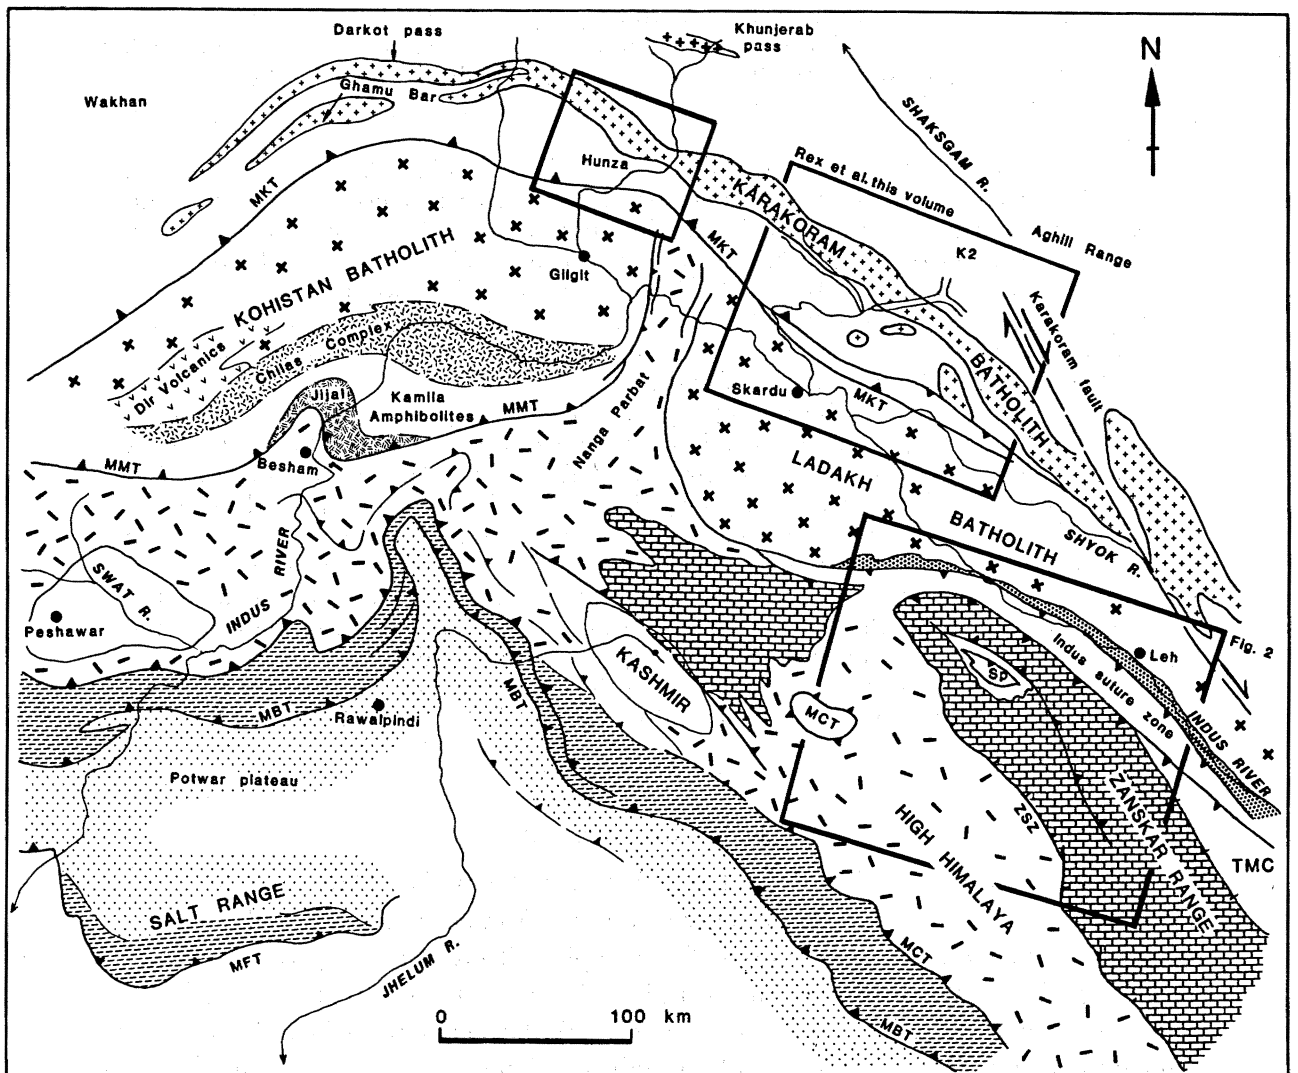 Darkot pass
Khunjerab
pass
N
Wakhan
Ghamu Bar
SHAKSGAM R.
Hunza
Rex et al. this volume
MKT
KARAKORAM
Aghil Range
MKT
K2
KOHISTAN BATHOLITH
Gilgit
Karakoram fault
Chilas Complex
Dir Volcanics
BATHOLITH
Jijal
Kamila
Amphibolites
MMT
Nanga Parbat
Skardu
MKT
MMT
Besham
LADAKH
BATHOLITH
SHYOK R.
SWAT R.
INDUS RIVER
Peshawar
KASHMIR
Indus suture zone
Leh
Fig. 2
SP
MBT
MBT
Rawalpindi
MCT
INDUS RIVER
Potwar plateau
ZSZ
ZANSKAR RANGE
HIGH HIMALAYA
TMC
SALT RANGE
MFT
JHELUM R.
MCT
MBT
0 100 km